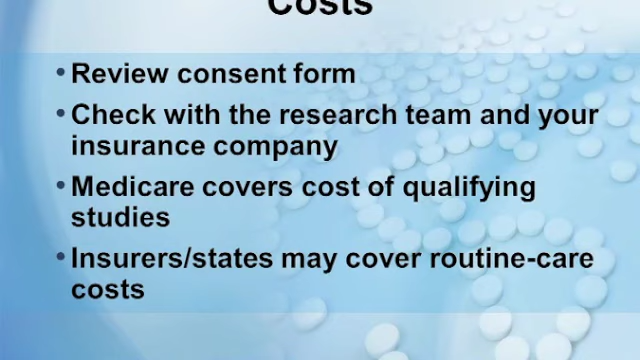 Costs
• Review consent form
• Check with the research team and your
insurance company
• Medicare covers cost of qualifying
studies
• Insurers/states may cover routine-care
costs